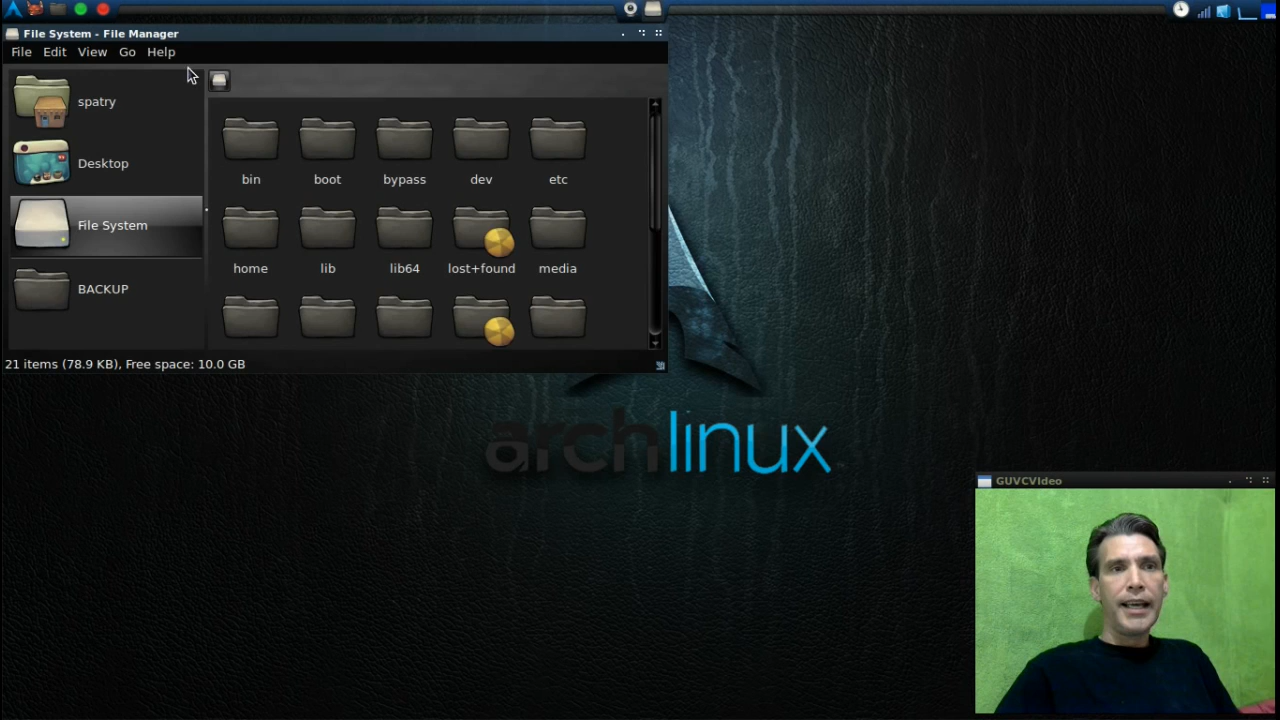 File System - File Manager
File Edit View Go Help
spatry
Desktop
File System
BACKUP
bin boot bypass dev etc
home lib lib64 lost+found media
21 items (78.9 KB), Free space: 10.0 GB
archlinux
GUVCVideo